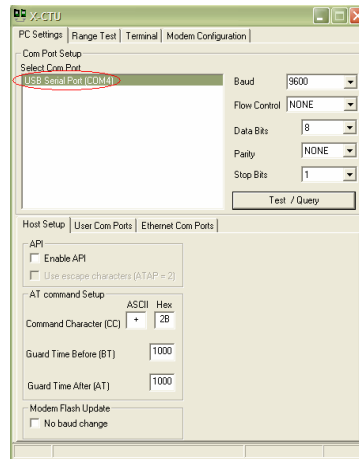 X-CTU
PC Settings Range Test Terminal Modem Configuration
Com Port Setup
Select Com Port
USB Serial Port (COM4)
Baud 9600
Flow Control NONE
Data Bits 8
Parity NONE
Stop Bits 1
Test / Query
Host Setup User Com Ports Ethernet Com Ports
API
Enable API
Use escape characters (ATAP = 2)
AT command Setup
ASCII Hex
Command Character (CC) + 2B
Guard Time Before (BT) 1000
Guard Time After (AT) 1000
Modem Flash Update
No baud change